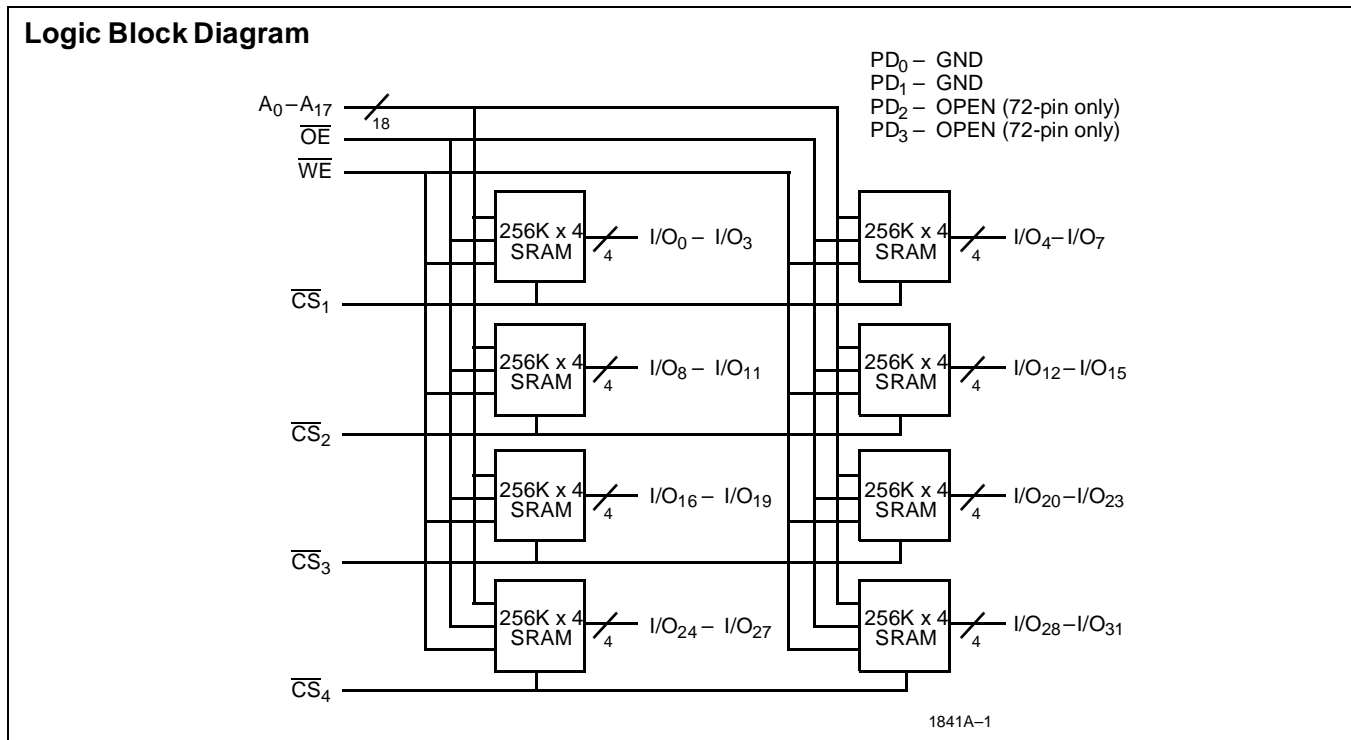 Logic Block Diagram
PD0 – GND
PD1 – GND
PD2 – OPEN (72-pin only)
PD3 – OPEN (72-pin only)
A0–A17
18
OE
WE
256K x 4
SRAM
4
I/O0 – I/O3
256K x 4
SRAM
4
I/O4–I/O7
CS1
256K x 4
SRAM
4
I/O8 – I/O11
256K x 4
SRAM
4
I/O12–I/O15
CS2
256K x 4
SRAM
4
I/O16 – I/O19
256K x 4
SRAM
4
I/O20–I/O23
CS3
256K x 4
SRAM
4
I/O24 – I/O27
256K x 4
SRAM
4
I/O28–I/O31
CS4
1841A–1